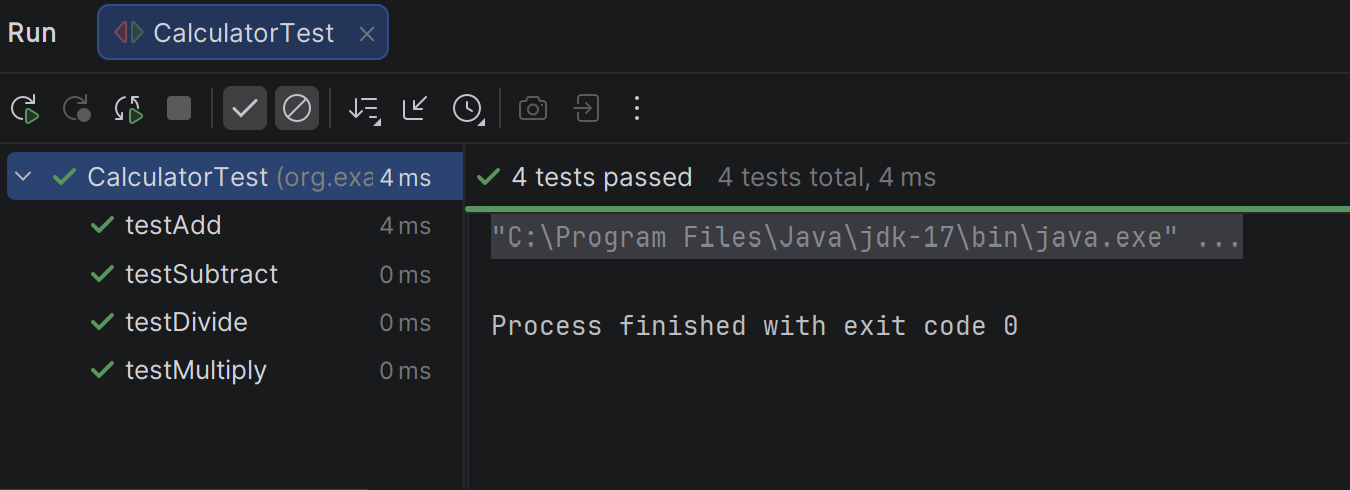 Run CalculatorTest
CalculatorTest (org.exa 4 ms
testAdd 4 ms
testSubtract 0 ms
testDivide 0 ms
testMultiply 0 ms
4 tests passed 4 tests total, 4 ms
"C:\Program Files\Java\jdk-17\bin\java.exe" ...
Process finished with exit code 0